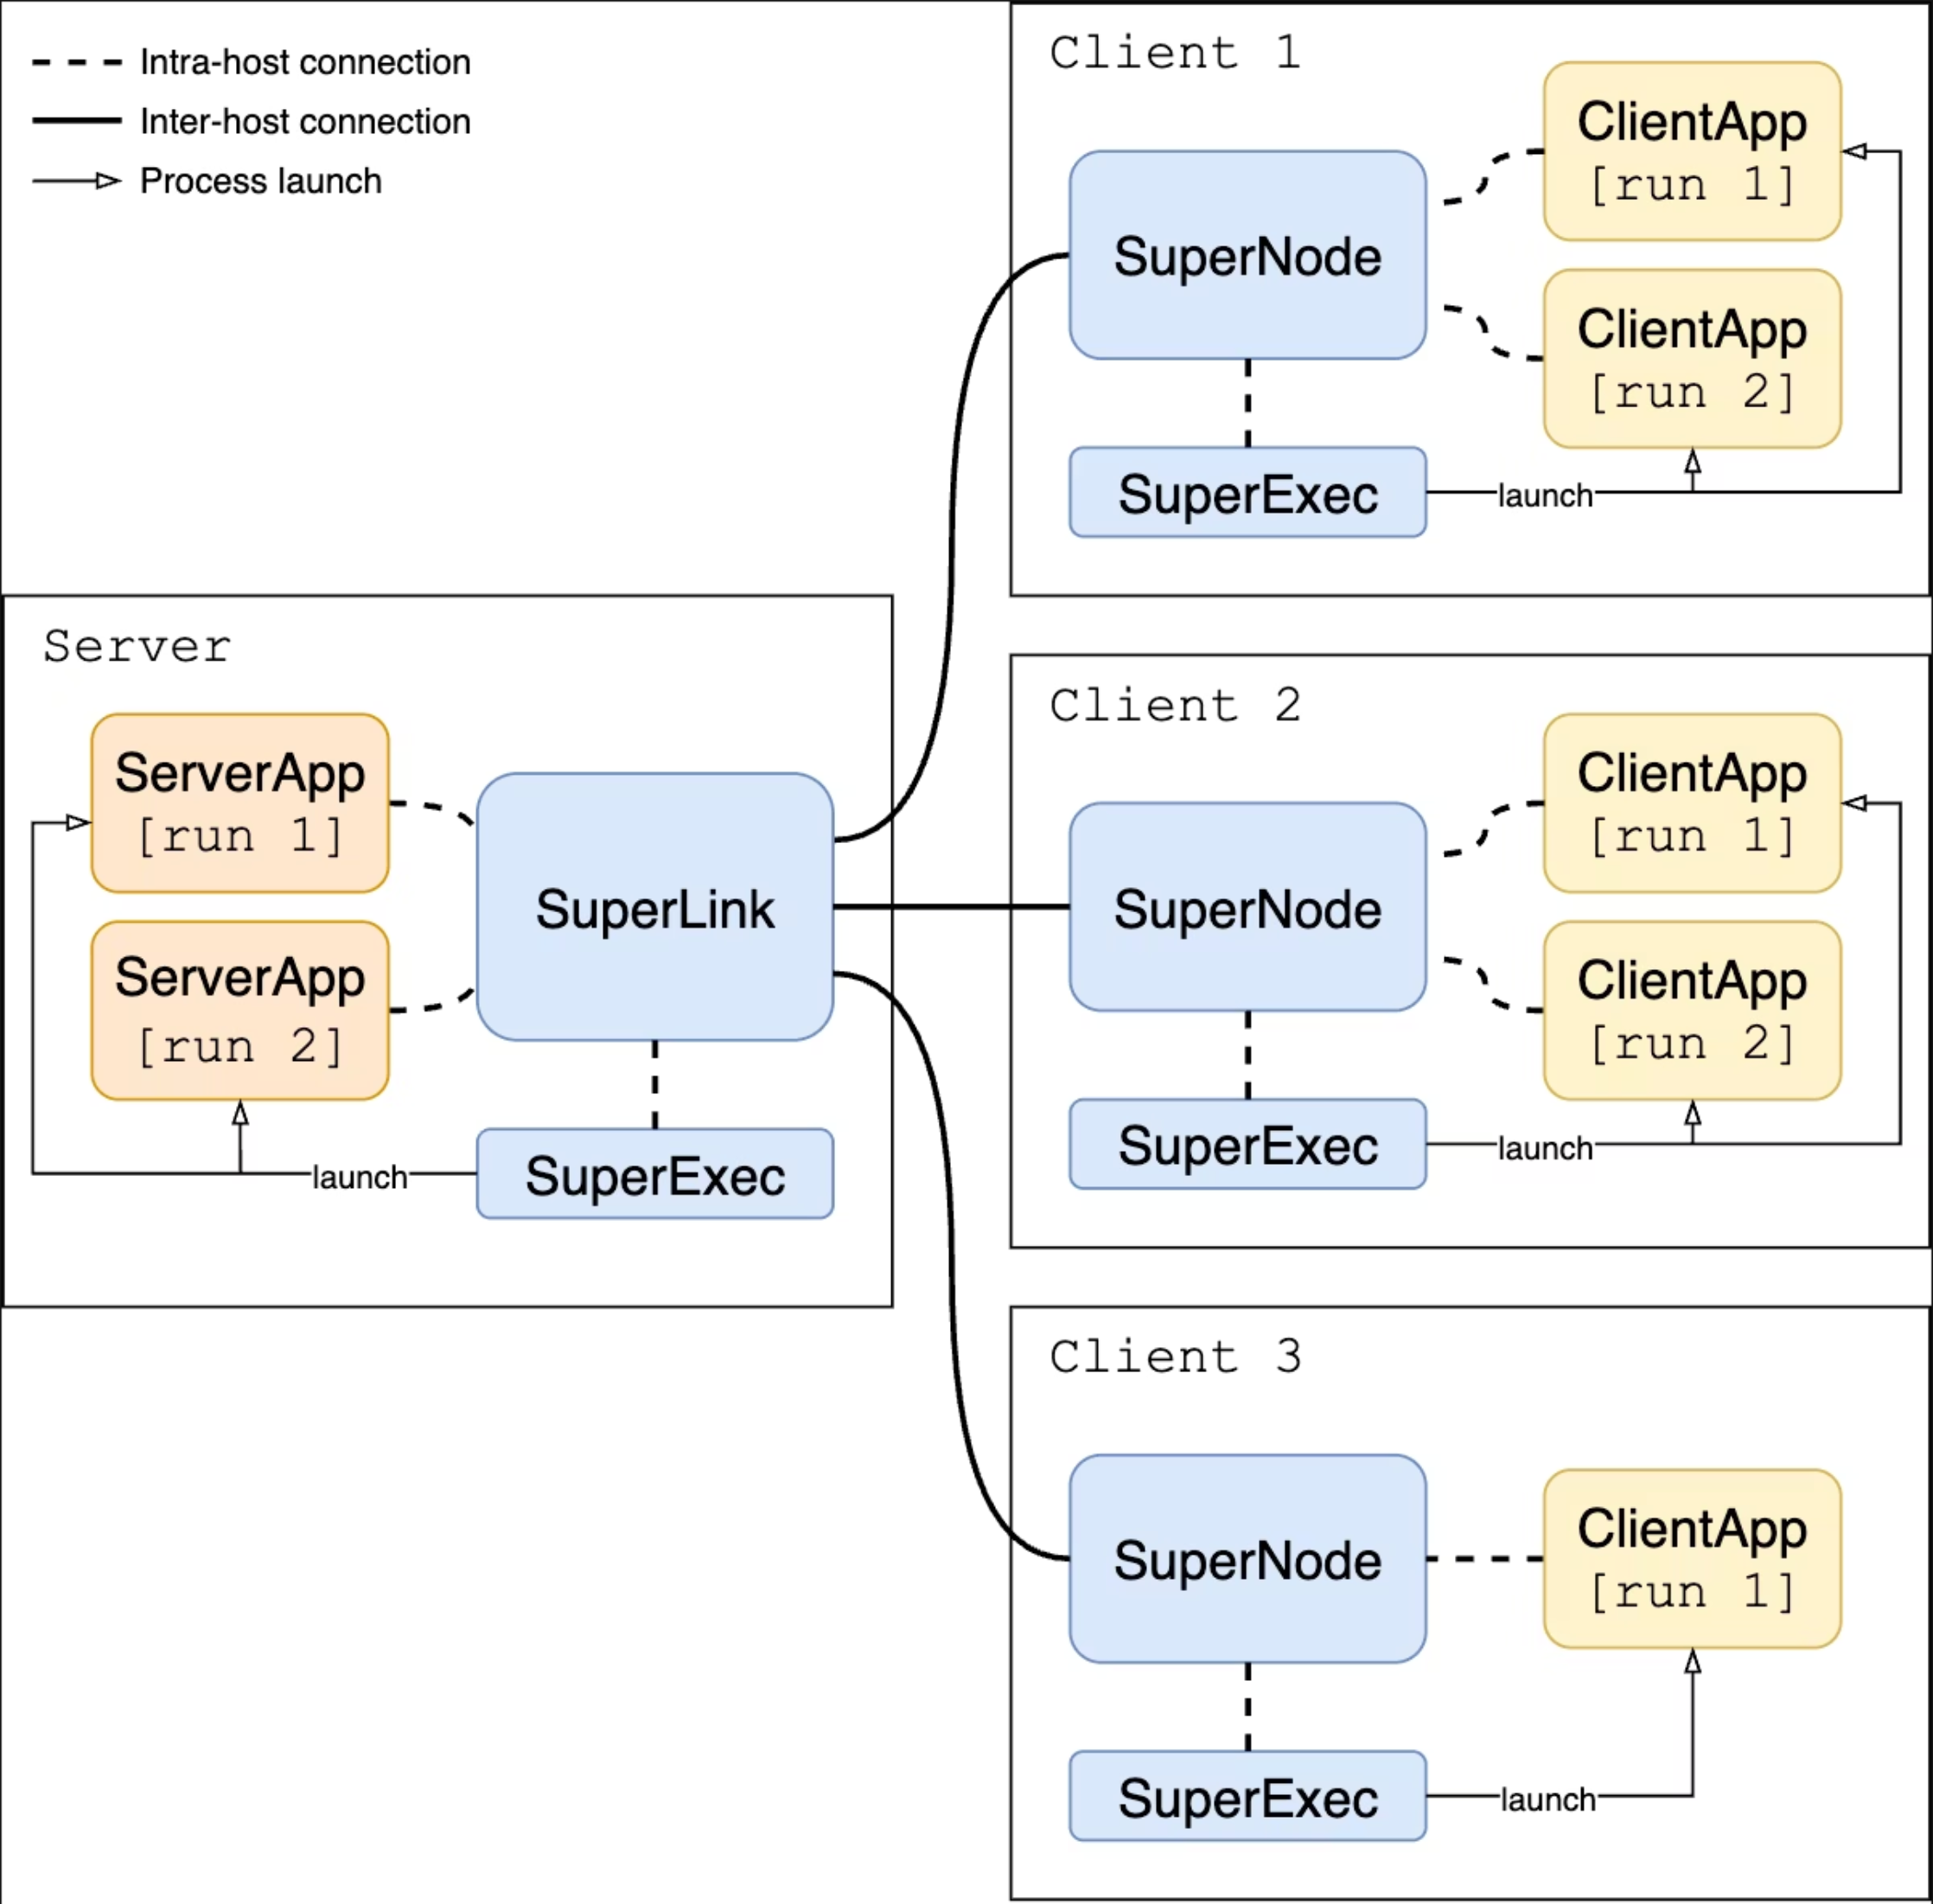 Intra-host connection
Inter-host connection
Process launch
Client 1
SuperNode
ClientApp
[run 1]
ClientApp
[run 2]
SuperExec
launch
Server
ServerApp
[run 1]
ServerApp
[run 2]
SuperLink
launch
SuperExec
Client 2
SuperNode
ClientApp
[run 1]
ClientApp
[run 2]
SuperExec
launch
Client 3
SuperNode
ClientApp
[run 1]
SuperExec
launch